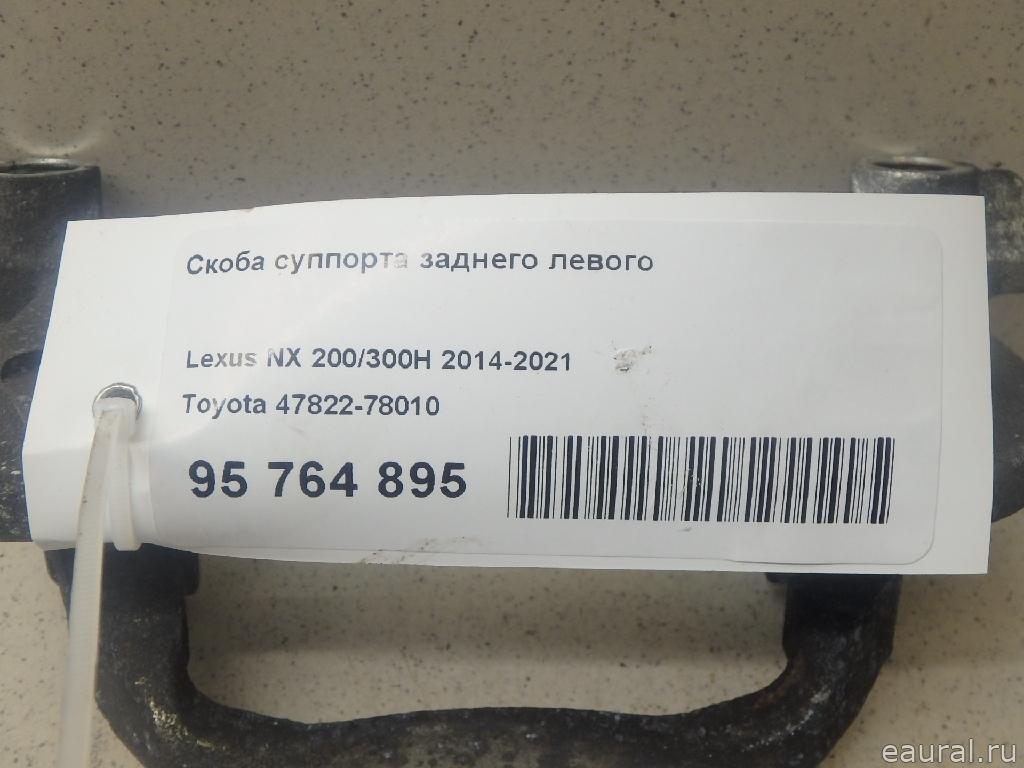 Скоба суппорта заднего левого
Lexus NX 200/300H 2014-2021
Toyota 47822-78010
95 764 895
eaural.ru